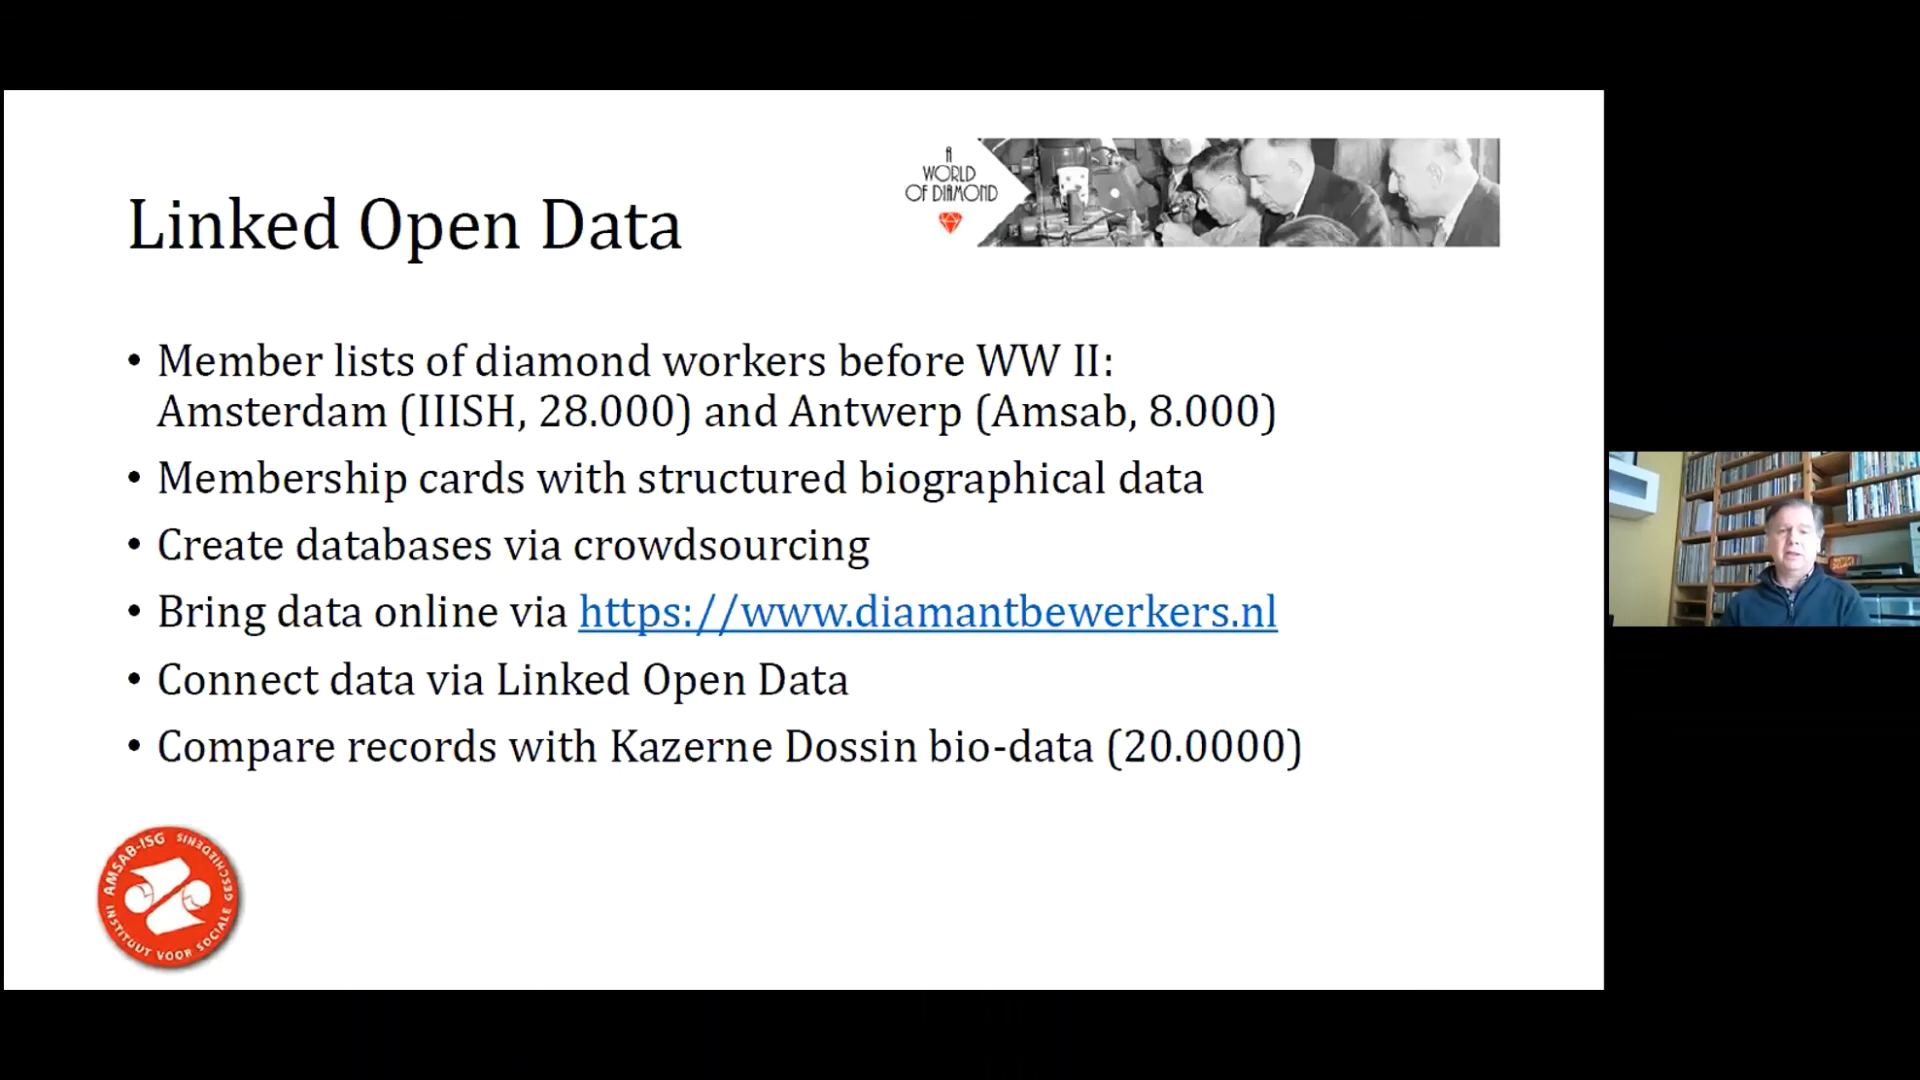 A
WORLD
OF DIAMOND
Linked Open Data
• Member lists of diamond workers before WW II:
Amsterdam (IIISH, 28.000) and Antwerp (Amsab, 8.000)
• Membership cards with structured biographical data
• Create databases via crowdsourcing
• Bring data online via https://www.diamantbewerkers.nl
• Connect data via Linked Open Data
• Compare records with Kazerne Dossin bio-data (20.0000)
AMSAB-ISG
INSTITUUT VOOR SOCIALE GESCHIEDENIS